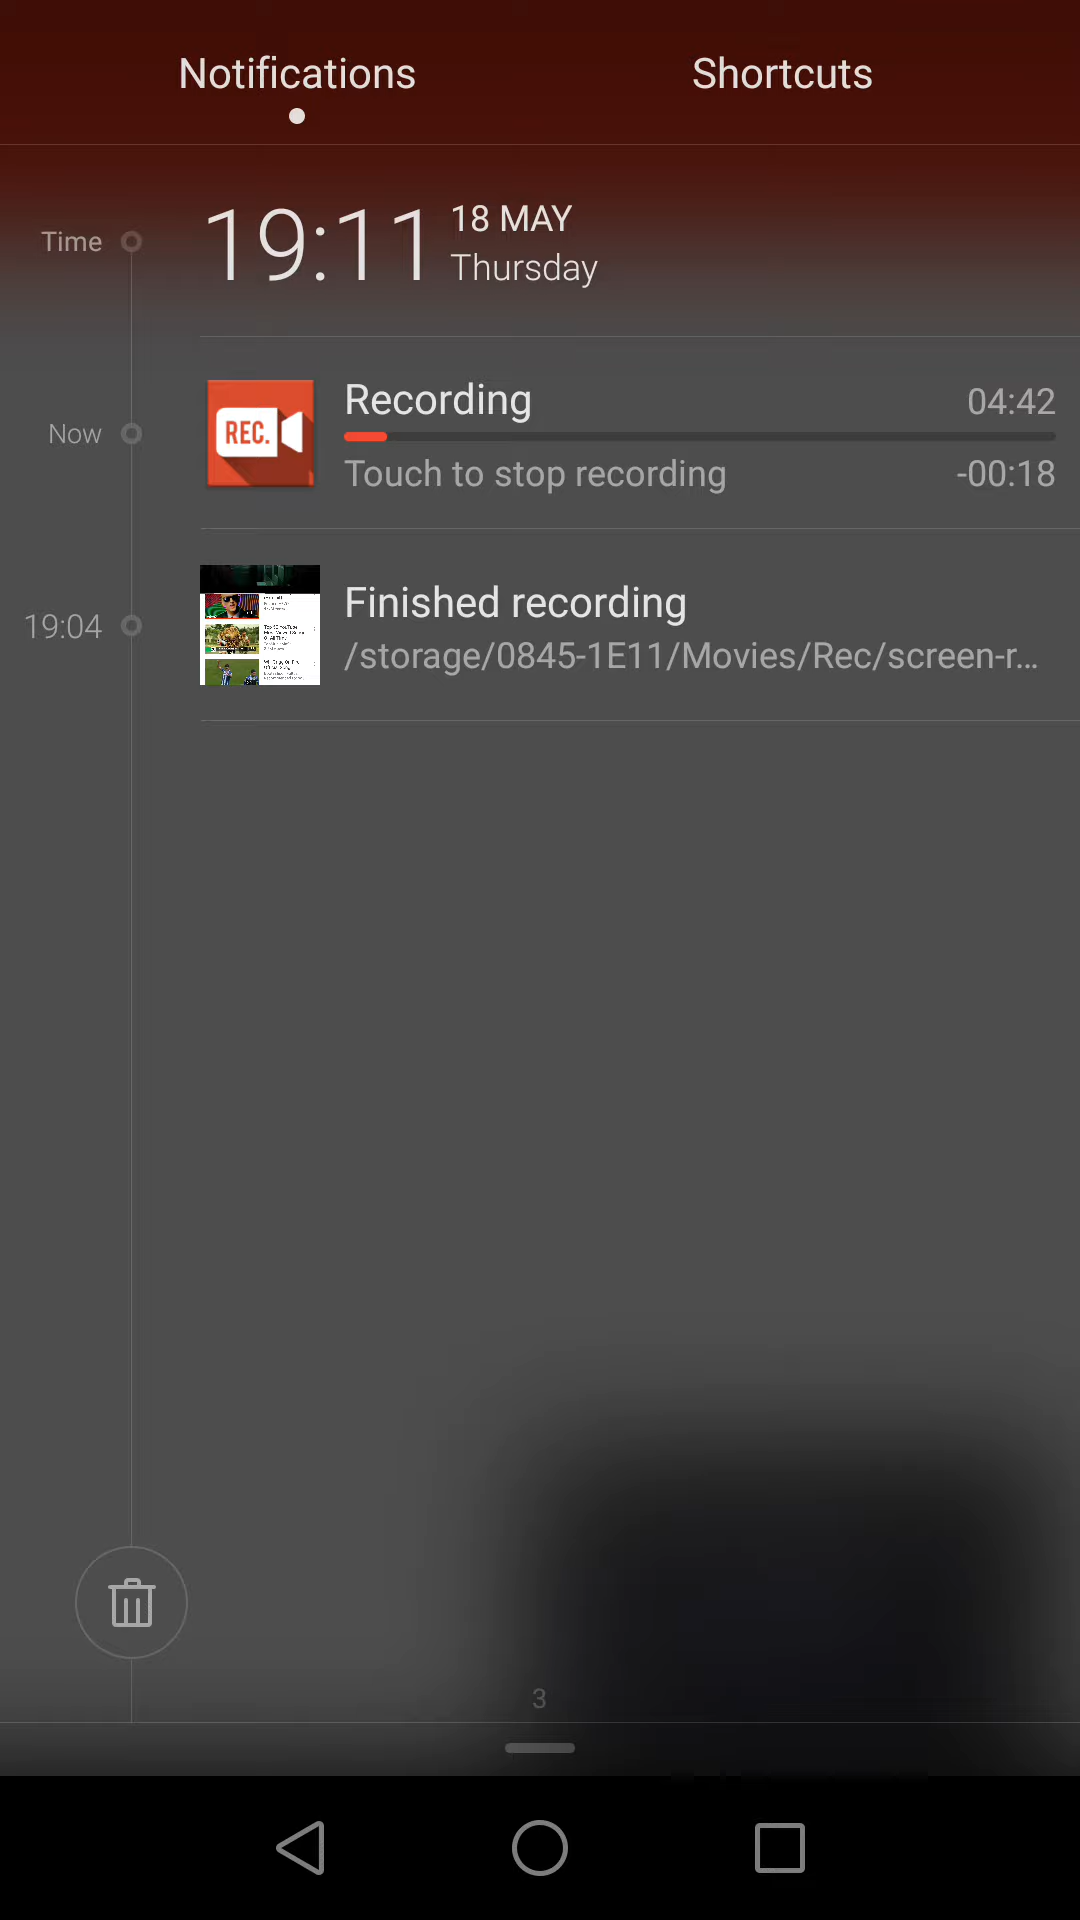 Notifications
Shortcuts
Time
19:11
18 MAY
Thursday
Now
REC.
Recording
04:42
Touch to stop recording
-00:18
19:04
Finished recording
/storage/0845-1E11/Movies/Rec/screen-r...
3